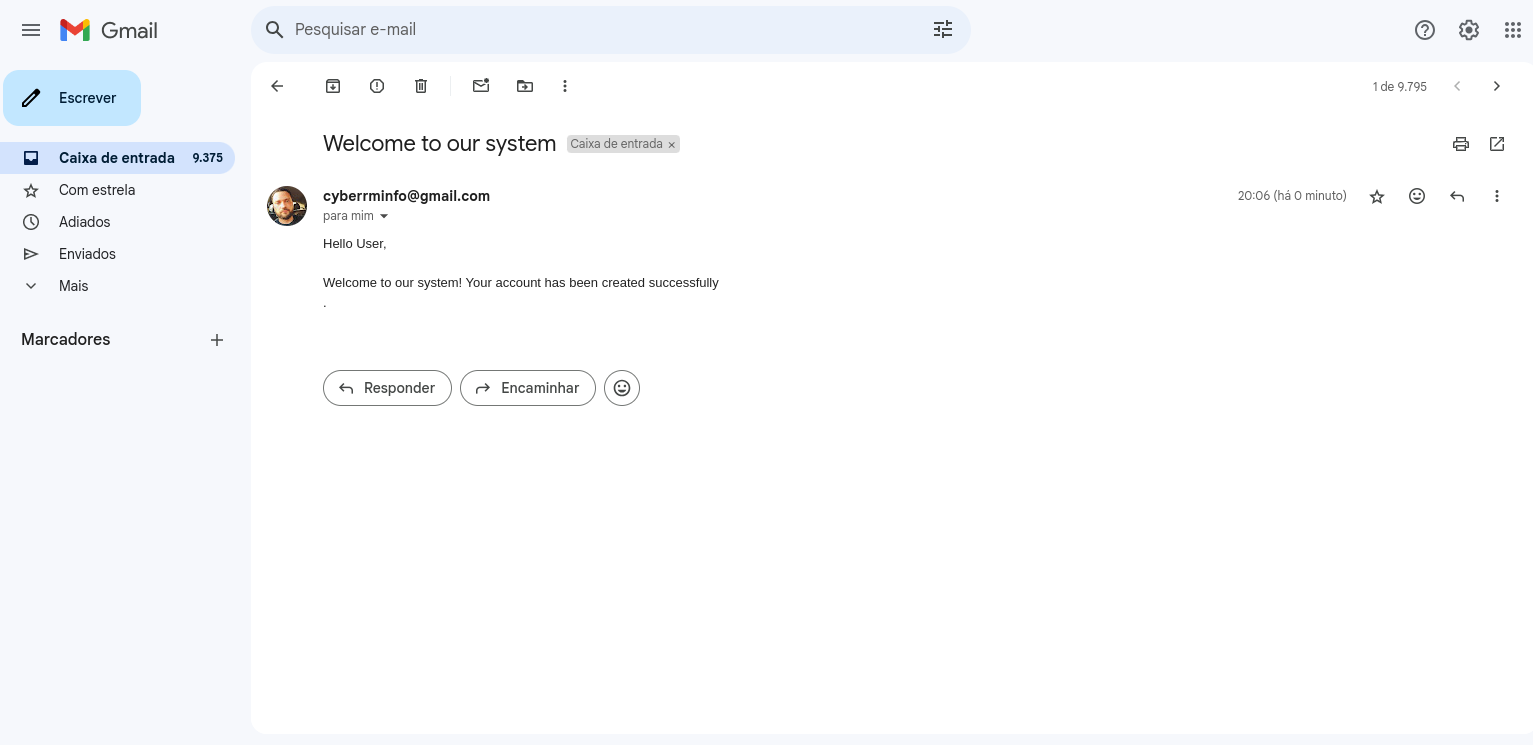 Gmail
Pesquisar e-mail
Escrever
1 de 9.795
Caixa de entrada 9.375
Com estrela
Adiados
Enviados
Mais
Marcadores
Welcome to our system Caixa de entrada ×
cyberrminfo@gmail.com 20:06 (há 0 minuto)
para mim
Hello User,
Welcome to our system! Your account has been created successfully
.
Responder Encaminhar